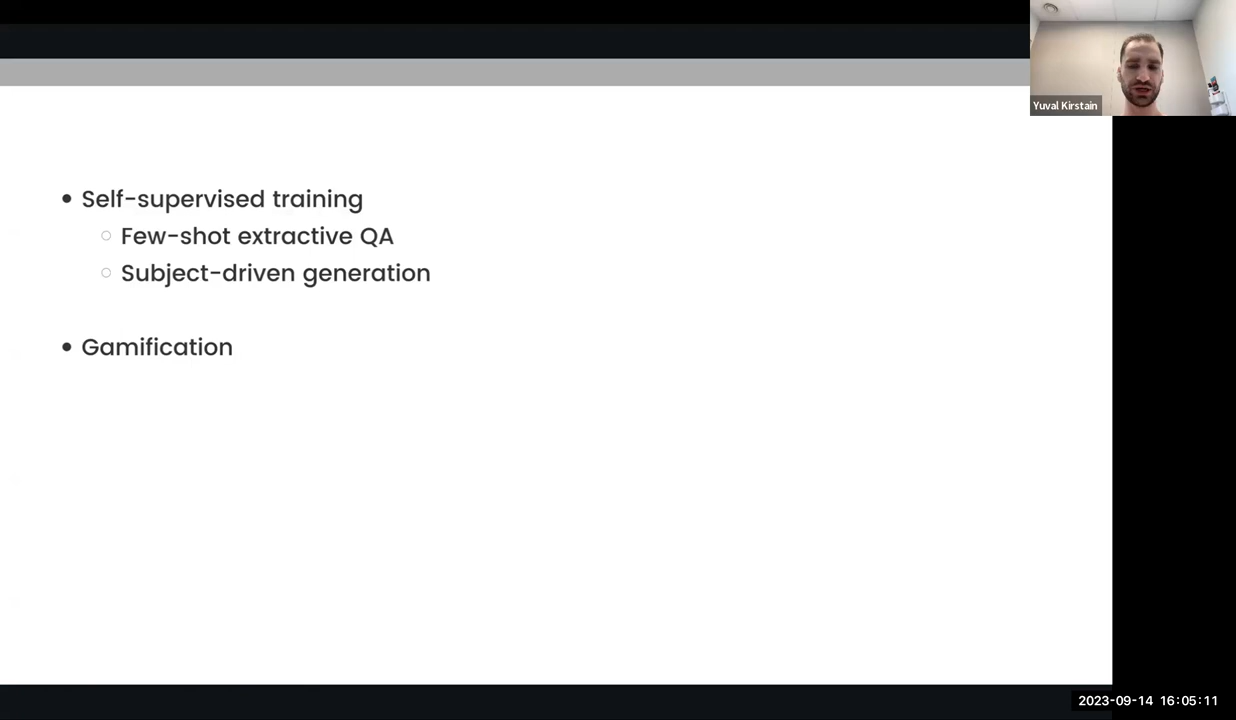 Yuval Kirstain
Self-supervised training
Few-shot extractive QA
Subject-driven generation
Gamification
2023-09-14 16:05:11